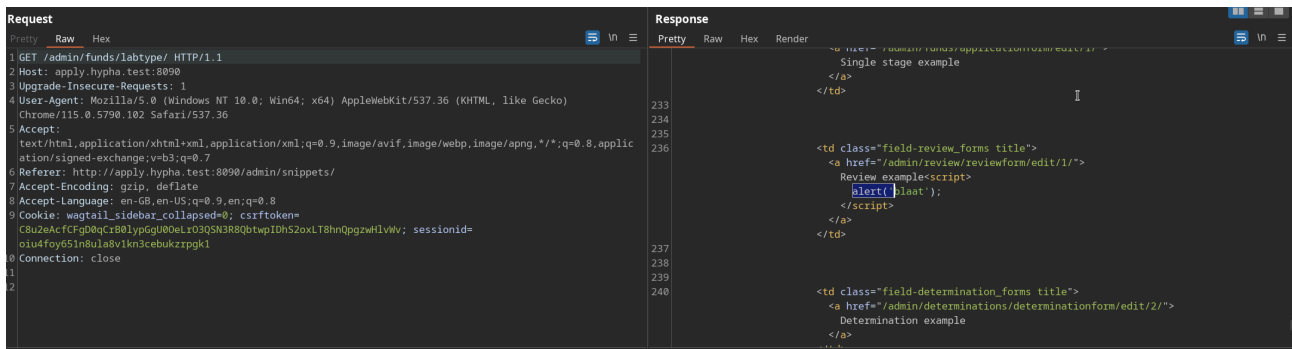 Request
Pretty Raw Hex
\n
1 GET /admin/funds/labtype/ HTTP/1.1
2 Host: apply.hypha.test:8090
3 Upgrade-Insecure-Requests: 1
4 User-Agent: Mozilla/5.0 (Windows NT 10.0; Win64; x64) AppleWebKit/537.36 (KHTML, like Gecko)
Chrome/115.0.5790.102 Safari/537.36
5 Accept:
text/html,application/xhtml+xml,application/xml;q=0.9,image/avif,image/webp,image/apng,*/*;q=0.8,applic
ation/signed-exchange;v=b3;q=0.7
6 Referer: http://apply.hypha.test:8090/admin/snippets/
7 Accept-Encoding: gzip, deflate
8 Accept-Language: en-GB,en-US;q=0.9,en;q=0.8
9 Cookie: wagtail_sidebar_collapsed=0; csrftoken=
C8u2eAcfCFgD0qCrB0lypGgU0OeLrO3QSN3R8QbtwpIDhS2oxLT8hnQpgzwHlvWv; sessionid=
oiu4foy651n8ula8v1kn3cebukzrpgk1
10 Connection: close
11
12
Response
Pretty Raw Hex Render
\n
<a href="/admin/funds/applicationform/edit/1/">
Single stage example
</a>
</td>
233
234
235
236 <td class="field-review_forms title">
<a href="/admin/review/reviewform/edit/1/">
Review example<script>
alert('blaat');
</script>
</a>
</td>
237
238
239
240 <td class="field-determination_forms title">
<a href="/admin/determinations/determinationform/edit/2/">
Determination example
</a>